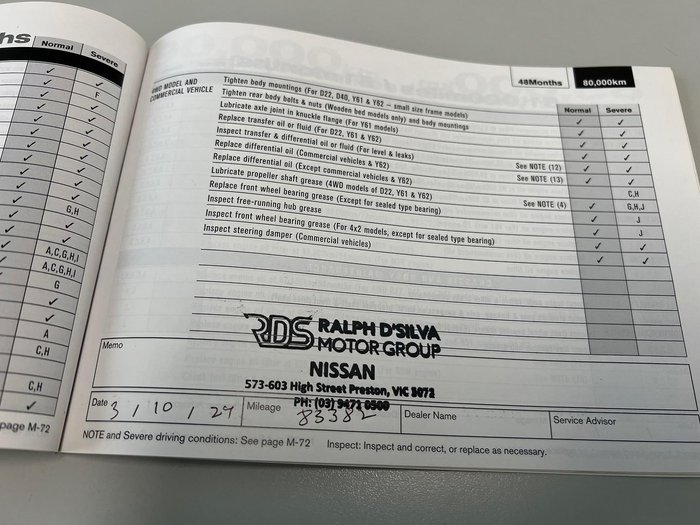 hs
Normal
Severe
F
G,H
A,C,G,H,I
A,C,G,H,I
G
A
C,H
C,H
page M-72
48Months
80,000km
4WD MODEL AND
COMMERCIAL VEHICLE
Normal
Severe
Tighten body mountings (For D22, D40, Y61 & Y62 – small size frame models)
Tighten rear body bolts & nuts (Wooden bed models only) and body mountings
Lubricate axle joint in knuckle flange (For Y61 models)
Replace transfer oil or fluid (For D22, Y61 & Y62)
Inspect transfer & differential oil or fluid (For level & leaks)
Replace differential oil (Commercial vehicles & Y62) See NOTE (12)
Replace differential oil (Except commercial vehicles & Y62) See NOTE (13)
Lubricate propeller shaft grease (4WD models of D22, Y61 & Y62)
Replace front wheel bearing grease (Except for sealed type bearing) See NOTE (4)
Inspect free-running hub grease
Inspect front wheel bearing grease (For 4x2 models, except for sealed type bearing)
Inspect steering damper (Commercial vehicles)
C,H
G,H,J
J
J
RDS RALPH D'SILVA
MOTOR GROUP
NISSAN
573-603 High Street Preston, VIC 3072
PH: (03) 9471 0300
Memo
Date 3 / 10 / 24
Mileage 83382
Dealer Name
Service Advisor
NOTE and Severe driving conditions: See page M-72
Inspect: Inspect and correct, or replace as necessary.